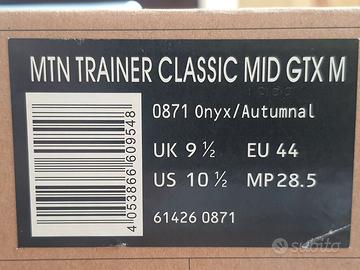 MTN TRAINER CLASSIC MID GTX M
0871 Onyx/Autumnal
UK 9 ½ EU 44
US 10 ½ MP 28.5
61426 0871
4 053866 609548
subito